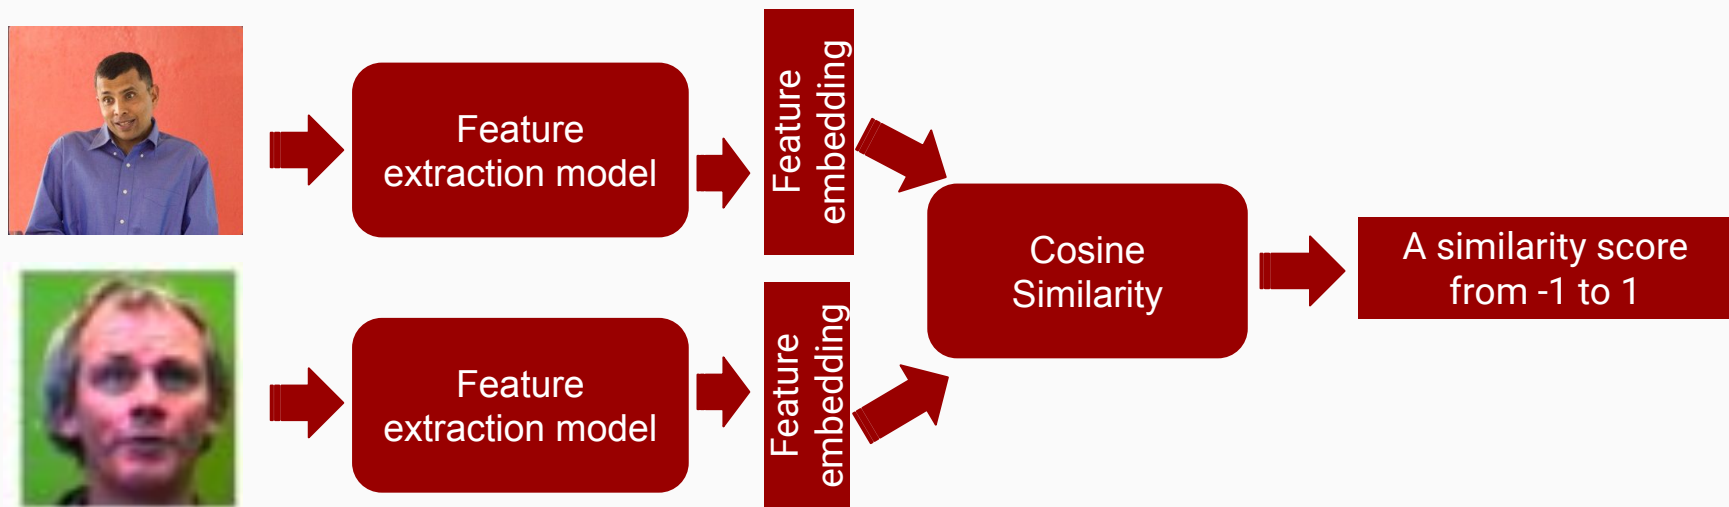 Feature
extraction model
Feature
embedding
Feature
extraction model
Feature
embedding
Cosine
Similarity
A similarity score
from -1 to 1